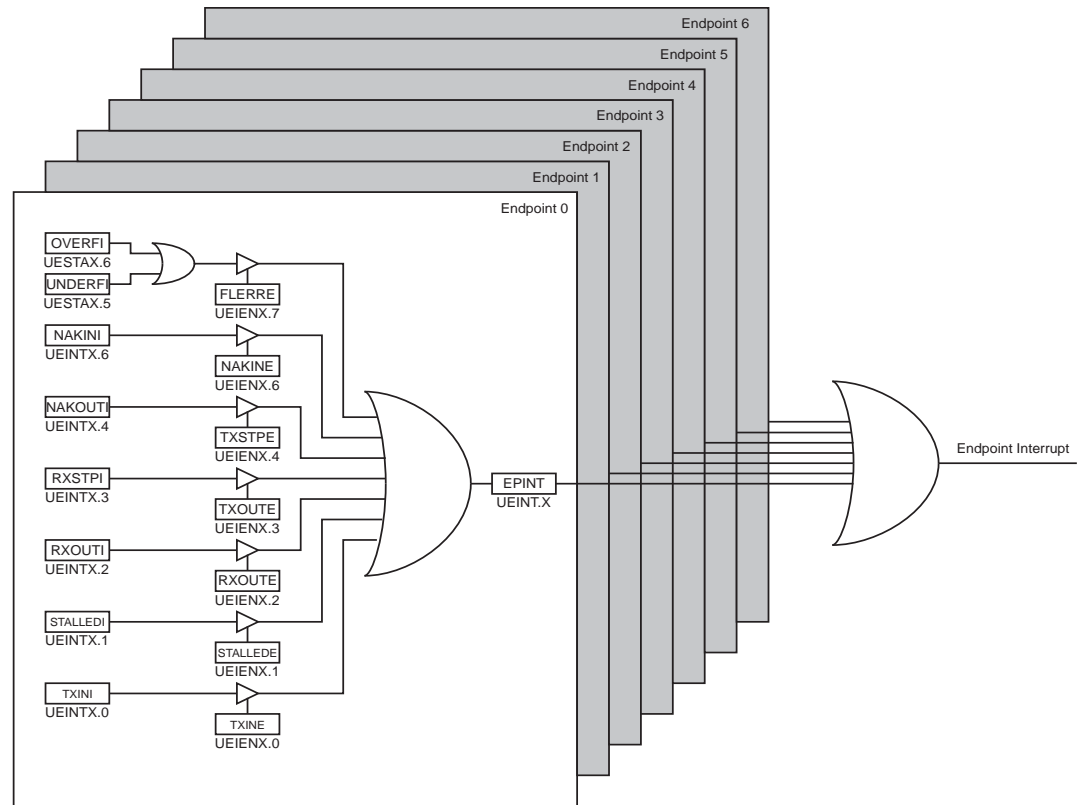 Endpoint 6
Endpoint 5
Endpoint 4
Endpoint 3
Endpoint 2
Endpoint 1
Endpoint 0
OVERFI
UESTAX.6
UNDERFI
UESTAX.5
FLERRE
UEIENX.7
NAKINI
UEINTX.6
NAKINE
UEIENX.6
NAKOUTI
UEINTX.4
TXSTPE
UEIENX.4
RXSTPI
UEINTX.3
TXOUTE
UEIENX.3
RXOUTI
UEINTX.2
RXOUTE
UEIENX.2
STALLEDI
UEINTX.1
STALLEDE
UEIENX.1
TXINI
UEINTX.0
TXINE
UEIENX.0
EPINT
UEINT.X
Endpoint Interrupt